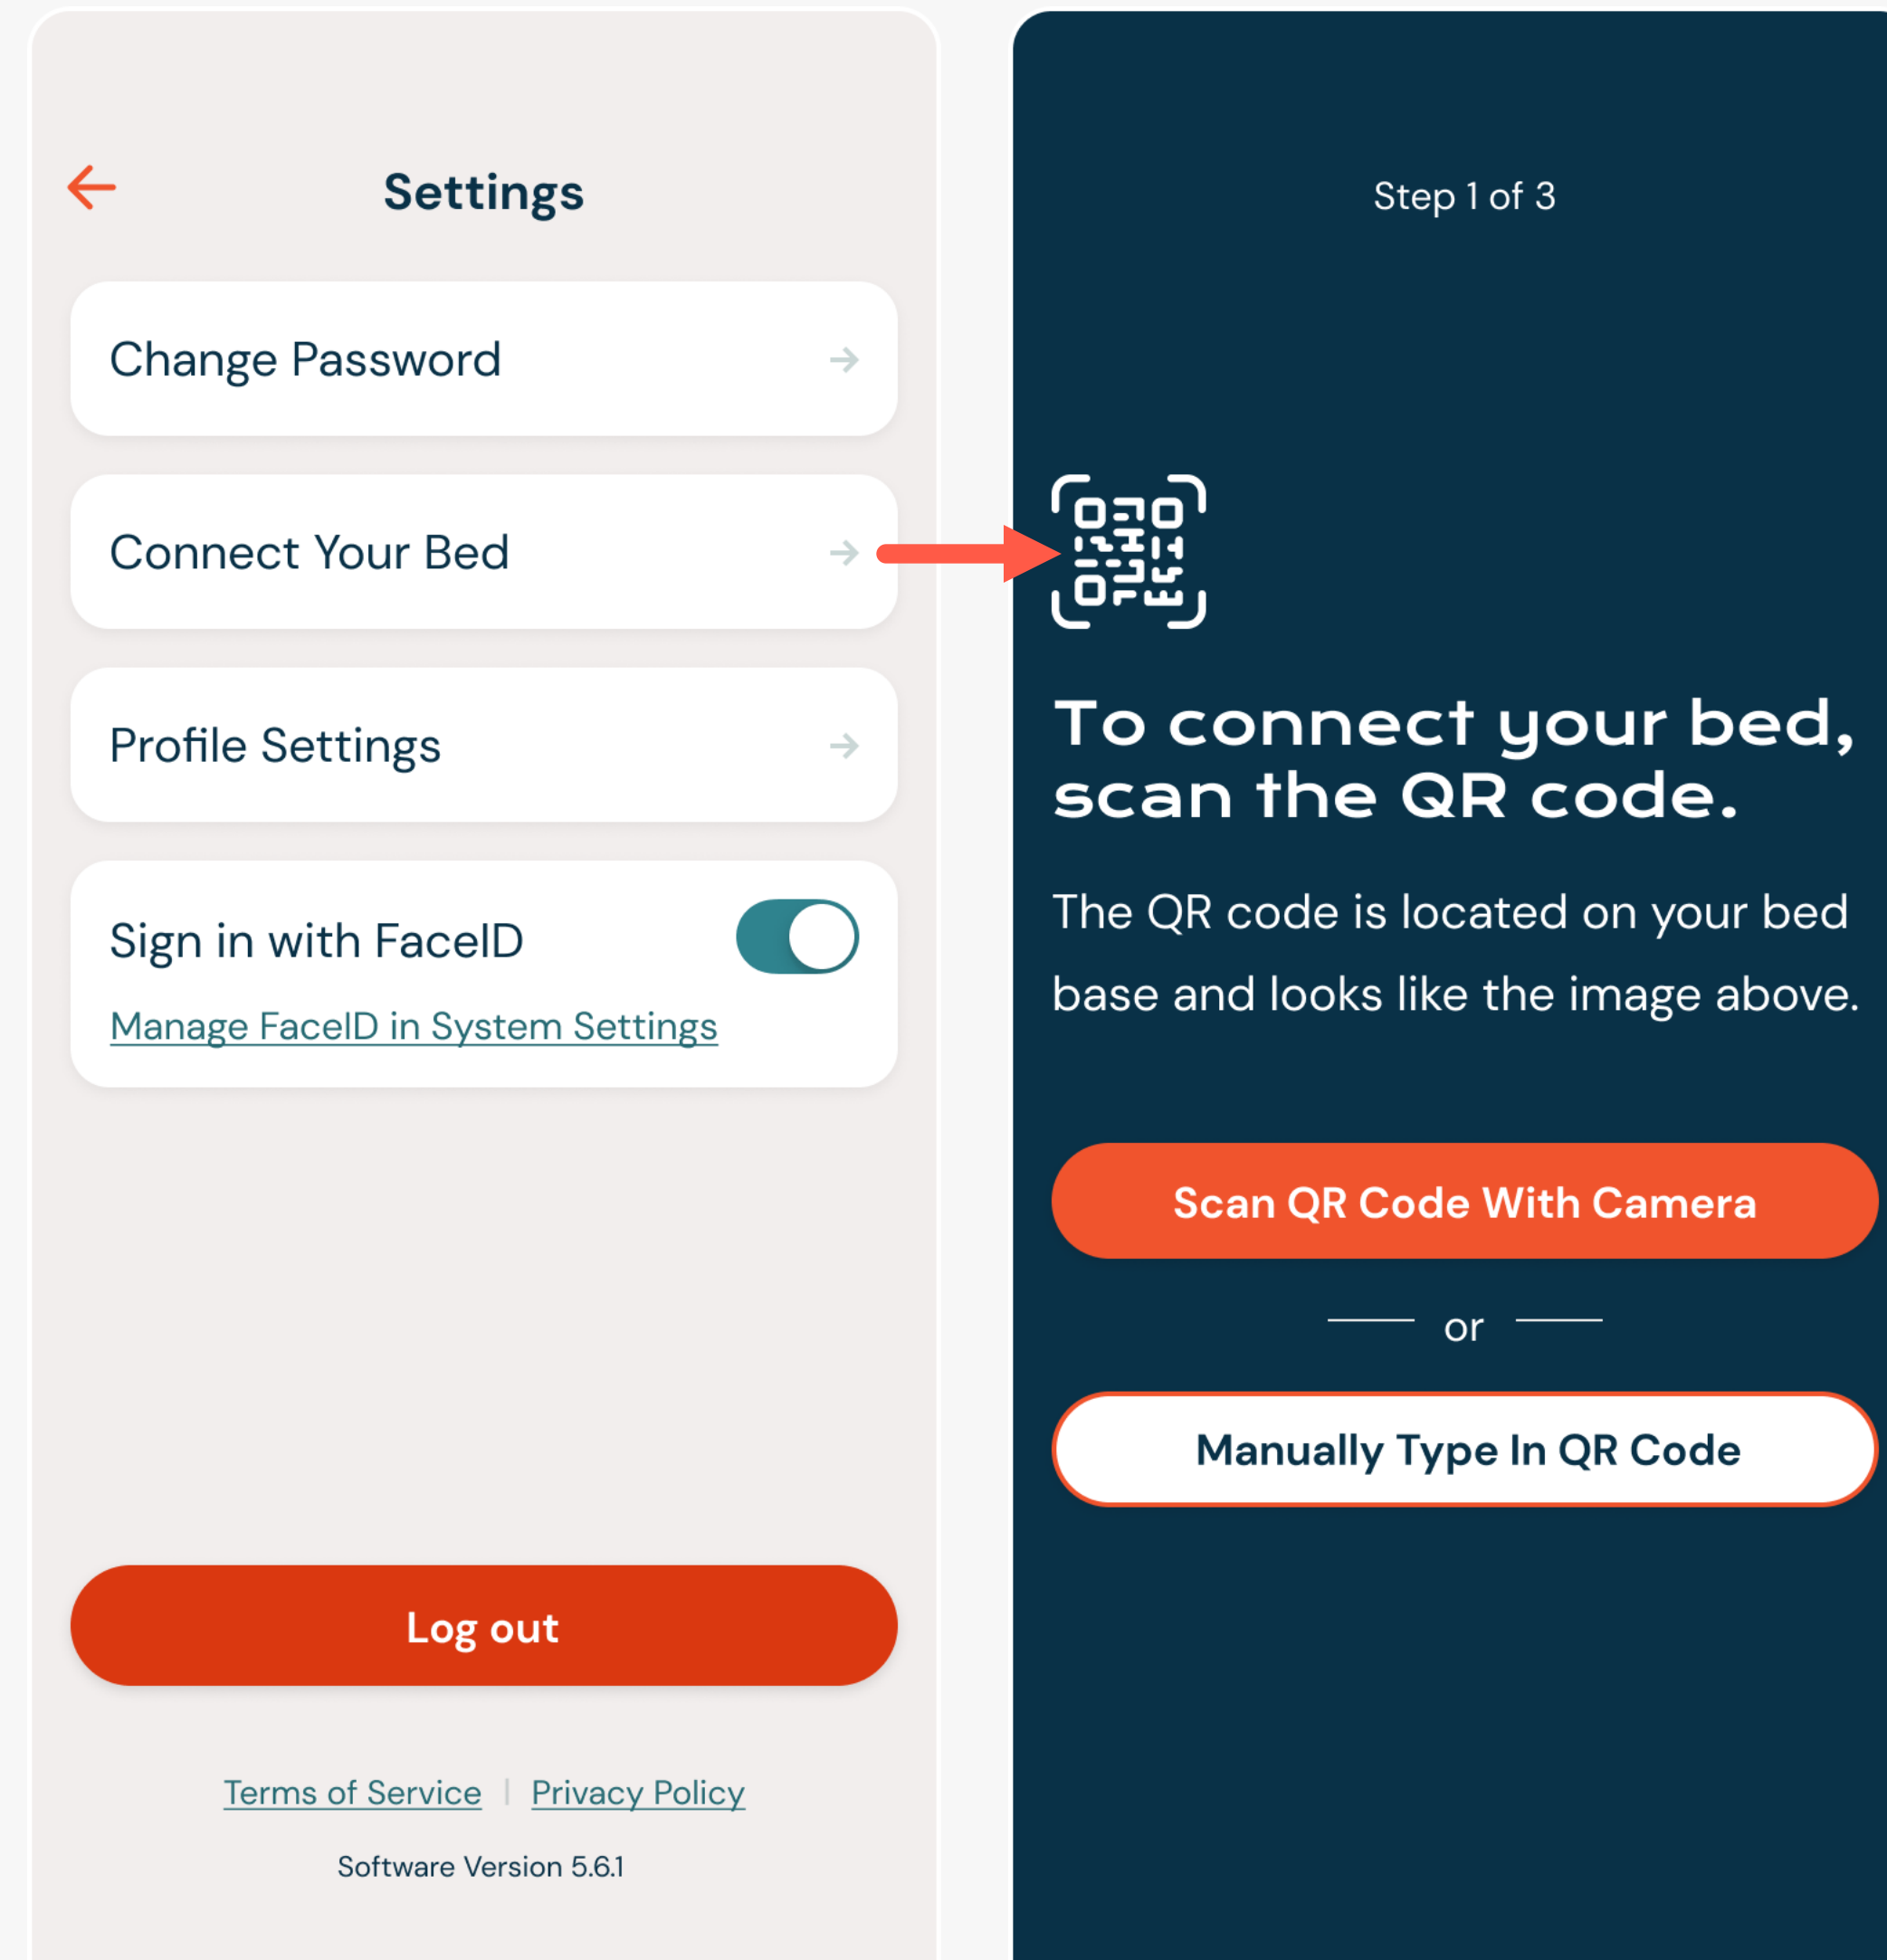 Settings
Change Password
Connect Your Bed
Profile Settings
Sign in with FaceID
Manage FaceID in System Settings
Log out
Terms of Service | Privacy Policy
Software Version 5.6.1
Step 1 of 3
To connect your bed,
scan the QR code.
The QR code is located on your bed
base and looks like the image above.
Scan QR Code With Camera
or
Manually Type In QR Code